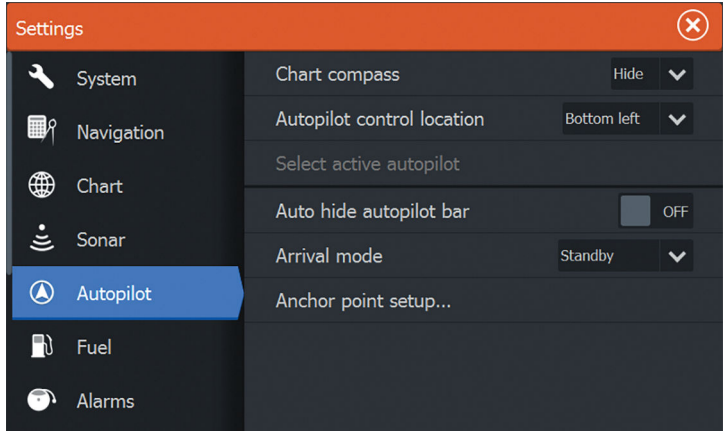 Settings
System
Navigation
Chart
Sonar
Autopilot
Fuel
Alarms
Chart compass Hide
Autopilot control location Bottom left
Select active autopilot
Auto hide autopilot bar OFF
Arrival mode Standby
Anchor point setup...